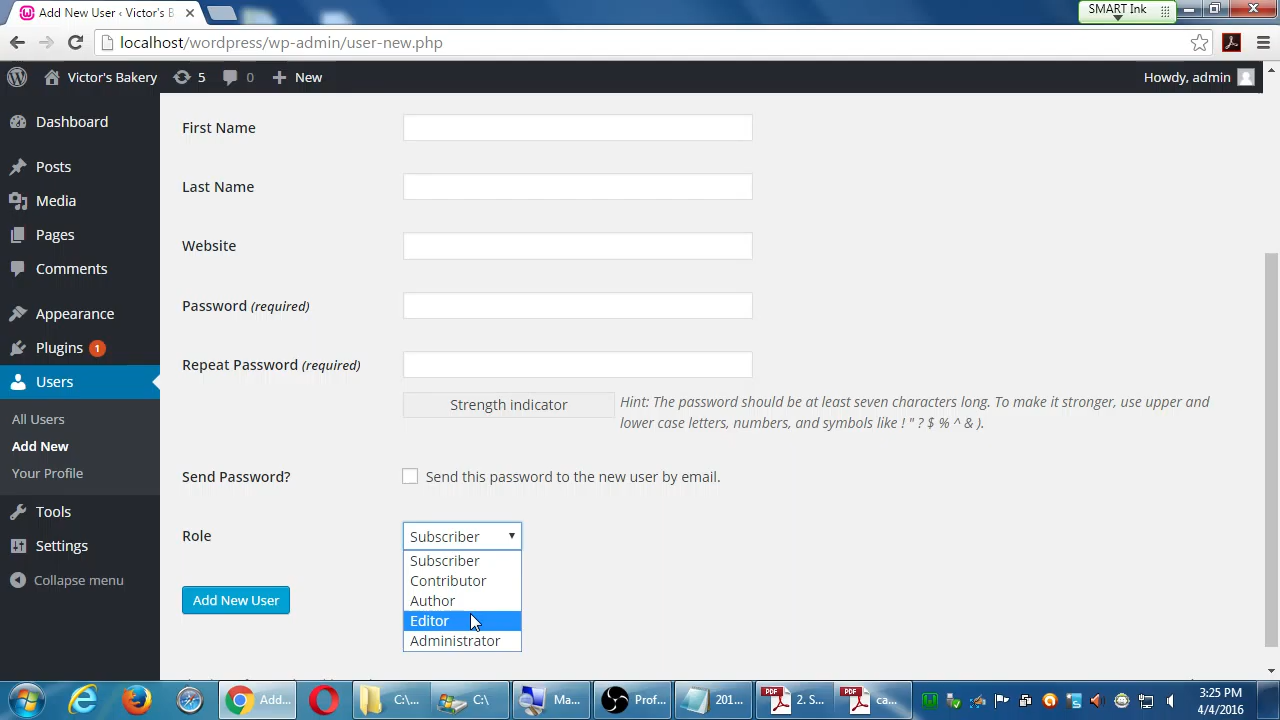 Add New User ‹ Victor's B
SMART Ink
localhost/wordpress/wp-admin/user-new.php
Victor's Bakery 5 0 New Howdy, admin
Dashboard
Posts
Media
Pages
Comments
Appearance
Plugins 1
Users
All Users
Add New
Your Profile
Tools
Settings
Collapse menu
First Name
Last Name
Website
Password (required)
Repeat Password (required)
Strength indicator
Hint: The password should be at least seven characters long. To make it stronger, use upper and
lower case letters, numbers, and symbols like ! " ? $ % ^ & ).
Send Password? Send this password to the new user by email.
Role Subscriber
Subscriber
Contributor
Author
Editor
Administrator
Add New User
Add... C:\... C:\ Ma... Prof... 201... PDF 2. S... PDF ca...
3:25 PM
4/4/2016